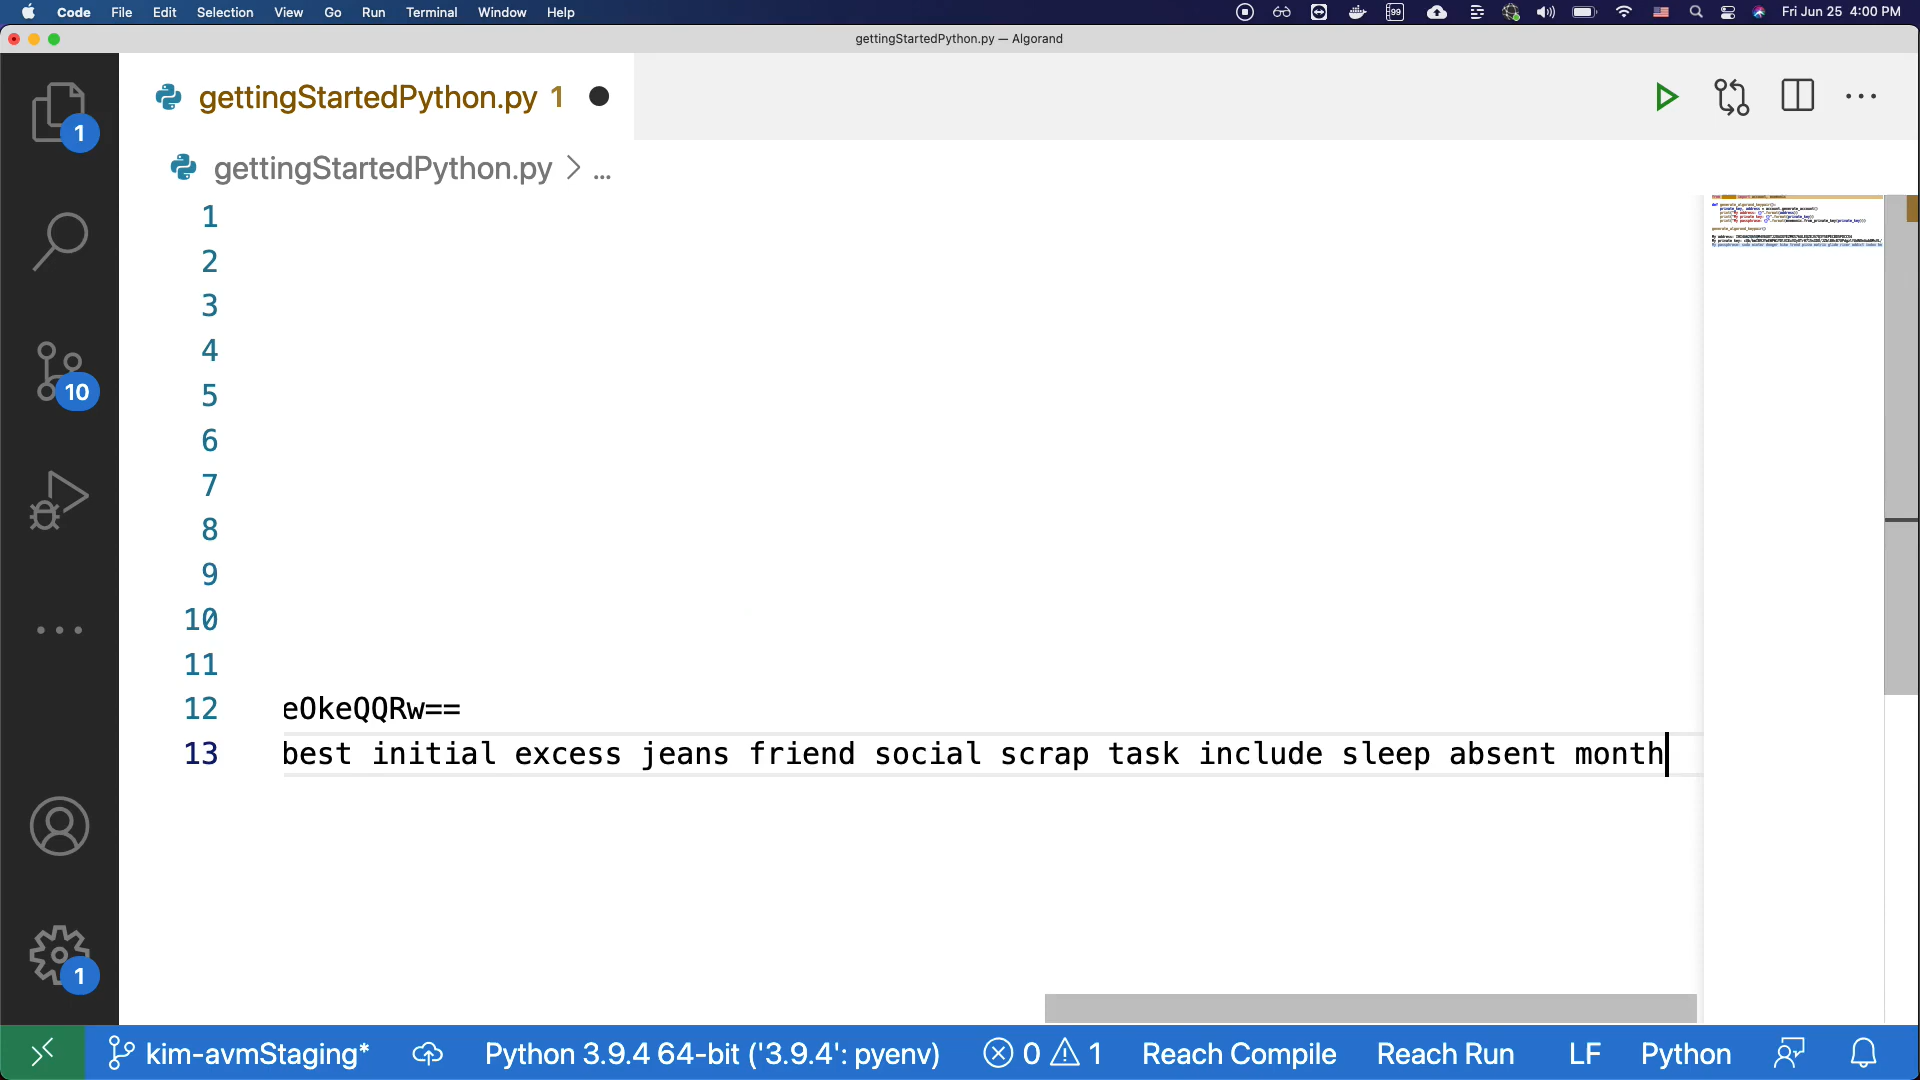 Code File Edit Selection View Go Run Terminal Window Help
99
Fri Jun 25 4:00 PM
gettingStartedPython.py — Algorand
gettingStartedPython.py 1
gettingStartedPython.py > ...
1
10
1
1
2
3
4
5
6
7
8
9
10
11
12 eOkeQQRw==
13 best initial excess jeans friend social scrap task include sleep absent month
kim-avmStaging* Python 3.9.4 64-bit ('3.9.4': pyenv) 0 1 Reach Compile Reach Run LF Python